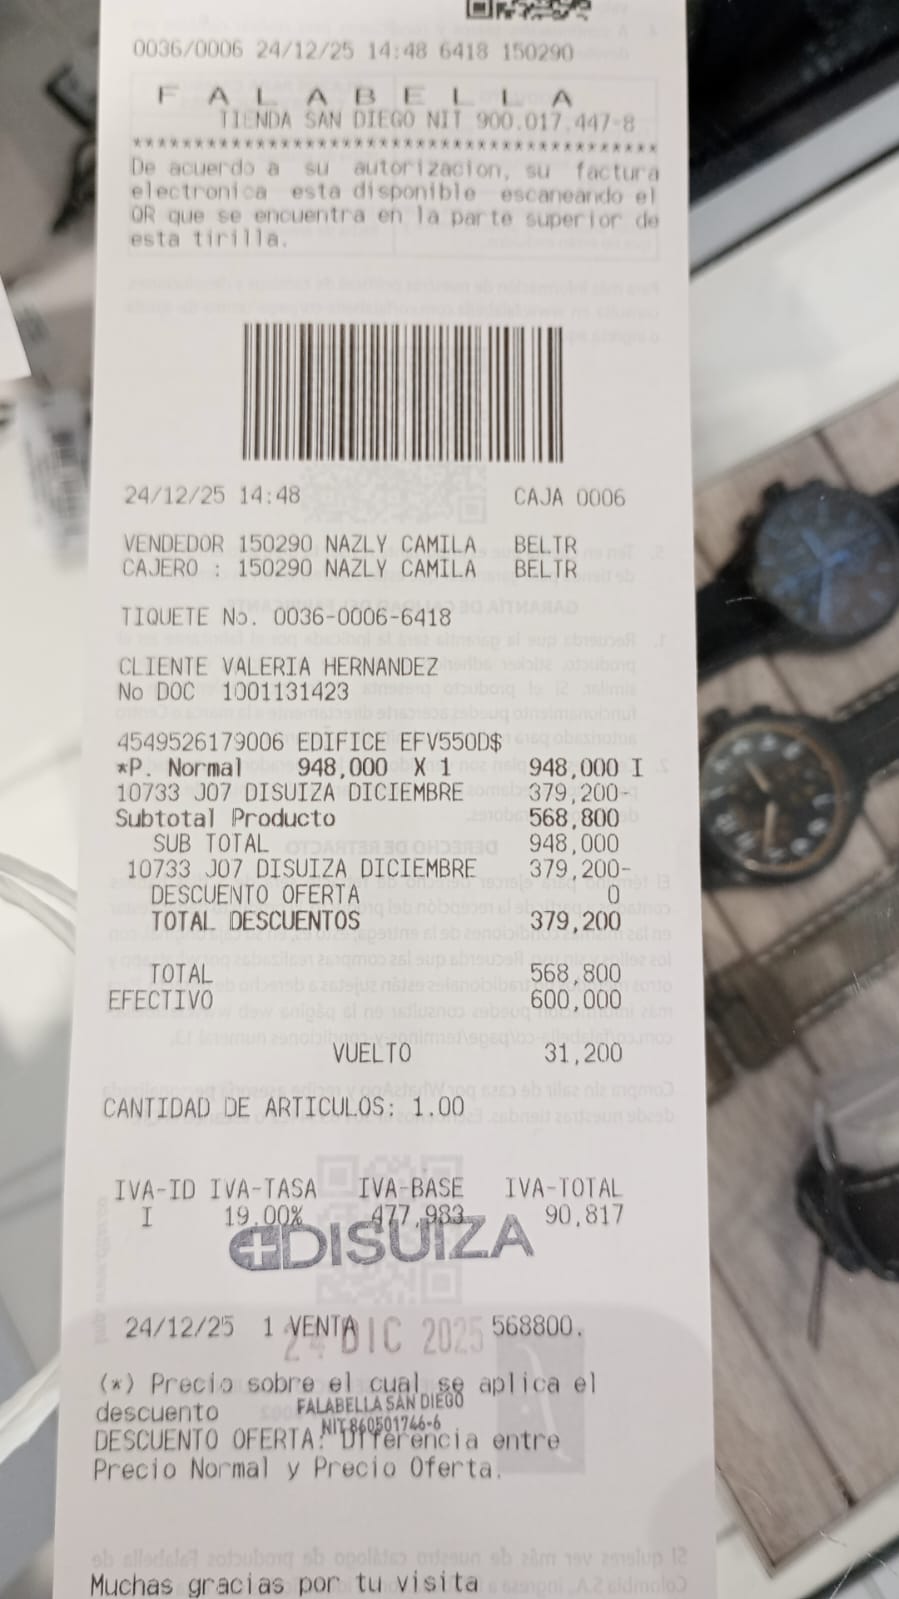 0036/0006 24/12/25 14:48 6418 150290
F A L A B E L L A
TIENDA SAN DIEGO NIT 900.017.447-8
*******************************************
De acuerdo a su autorizacion, su factura
electronica esta disponible escaneando el
QR que se encuentra en la parte superior de
esta tirilla.
24/12/25 14:48 CAJA 0006
VENDEDOR 150290 NAZLY CAMILA BELTR
CAJERO : 150290 NAZLY CAMILA BELTR
TIQUETE No. 0036-0006-6418
CLIENTE VALERIA HERNANDEZ
No DOC 1001131423
4549526179006 EDIFICE EFV550D$
*P. Normal 948,000 X 1 948,000 I
10733 J07 DISUIZA DICIEMBRE 379,200-
Subtotal Producto 568,800
SUB TOTAL 948,000
10733 J07 DISUIZA DICIEMBRE 379,200-
DESCUENTO OFERTA 0
TOTAL DESCUENTOS 379,200
TOTAL 568,800
EFECTIVO 600,000
VUELTO 31,200
CANTIDAD DE ARTICULOS: 1.00
IVA-ID IVA-TASA IVA-BASE IVA-TOTAL
I 19.00% 477,983 90,817
DISUIZA
24/12/25 1 VENTA 568800.
24 DIC 2025
(*) Precio sobre el cual se aplica el
descuento
FALABELLA SAN DIEGO
NIT 860501746-6
DESCUENTO OFERTA: Diferencia entre
Precio Normal y Precio Oferta.
Muchas gracias por tu visita